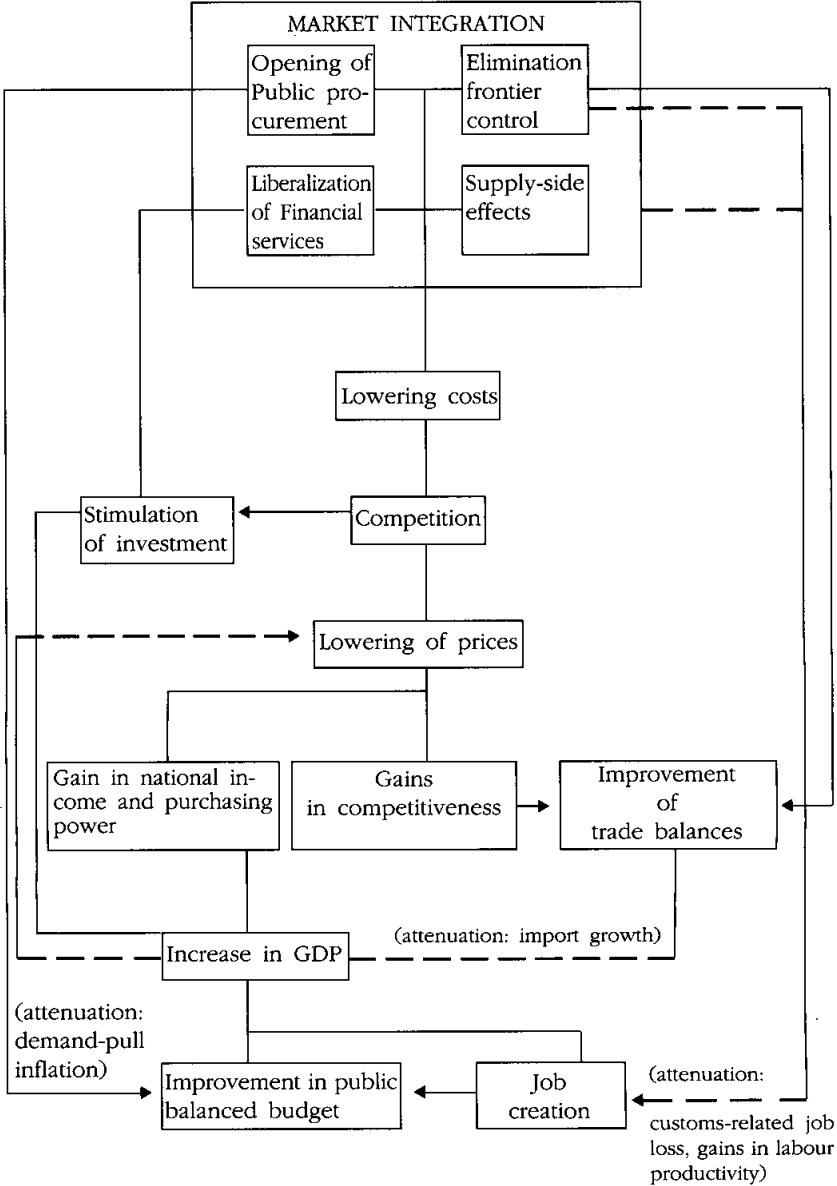 MARKET INTEGRATION
Opening of
Public pro-
curement
Elimination
frontier
control
Liberalization
of Financial
services
Supply-side
effects
Lowering costs
Stimulation
of investment
Competition
Lowering of prices
Gain in national in-
come and purchasing
power
Gains
in competitiveness
Improvement
of
trade balances
(attenuation: import growth)
Increase in GDP
(attenuation:
demand-pull
inflation)
Improvement in public
balanced budget
Job
creation
(attenuation:
customs-related job
loss, gains in labour
productivity)